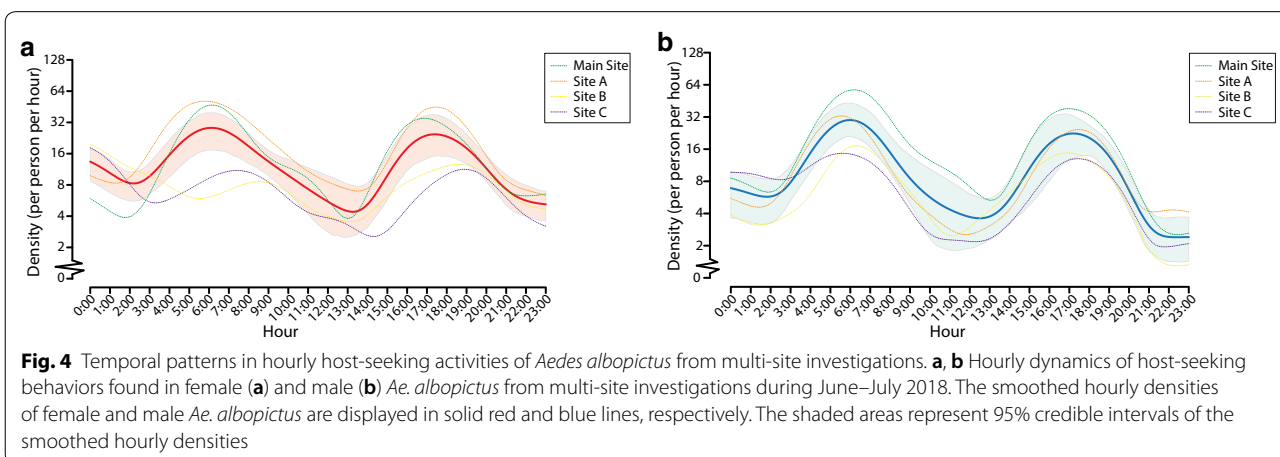 a
128
64
32
16
8
4
2
0
Density (per person per hour)
0:00 1:00 2:00 3:00 4:00 5:00 6:00 7:00 8:00 9:00 10:00 11:00 12:00 13:00 14:00 15:00 16:00 17:00 18:00 19:00 20:00 21:00 22:00 23:00
Hour
Main Site
Site A
Site B
Site C
b
128
64
32
16
8
4
2
0
Density (per person per hour)
0:00 1:00 2:00 3:00 4:00 5:00 6:00 7:00 8:00 9:00 10:00 11:00 12:00 13:00 14:00 15:00 16:00 17:00 18:00 19:00 20:00 21:00 22:00 23:00
Hour
Main Site
Site A
Site B
Site C
Fig. 4 Temporal patterns in hourly host-seeking activities of Aedes albopictus from multi-site investigations. a, b Hourly dynamics of host-seeking
behaviors found in female (a) and male (b) Ae. albopictus from multi-site investigations during June–July 2018. The smoothed hourly densities
of female and male Ae. albopictus are displayed in solid red and blue lines, respectively. The shaded areas represent 95% credible intervals of the
smoothed hourly densities